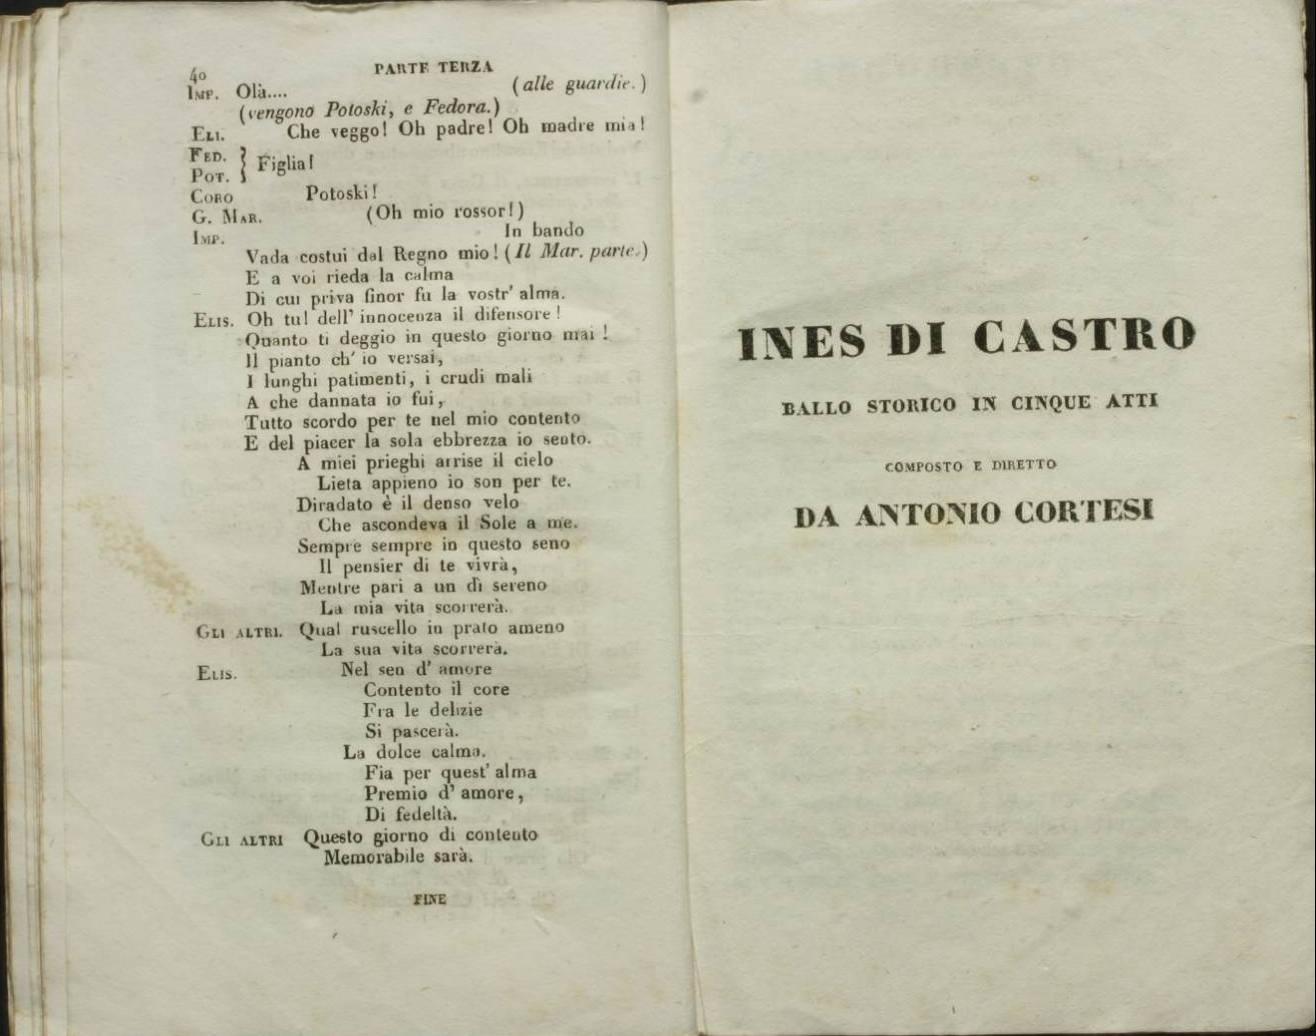 40
PARTE TERZA
IMP. Olà.... (alle guardie.)
(vengono Potoski, e Fedora.)
ELI. Che veggo! Oh padre! Oh madre mia!
FED. } Figlia!
POT.
CORO Potoski!
G. MAR. (Oh mio rossor!)
IMP. In bando
Vada costui dal Regno mio! (Il Mar. parte.)
E a voi rieda la calma
Di cui priva finor fu la vostr' alma.
ELIS. Oh tu! dell' innocenza il difensore!
Quanto ti deggio in questo giorno mai!
Il pianto ch' io versai,
I lunghi patimenti, i crudi mali
A che dannata io fui,
Tutto scordo per te nel mio contento
E del piacer la sola ebbrezza io sento.
A miei prieghi arrise il cielo
Lieta appieno io son per te.
Diradato è il denso velo
Che ascondeva il Sole a me.
Sempre sempre in questo seno
Il pensier di te vivrà,
Mentre pari a un dì sereno
La mia vita scorrerà.
GLI ALTRI. Qual ruscello in prato ameno
La sua vita scorrerà.
ELIS. Nel sen d' amore
Contento il core
Fra le delizie
Si pascerà.
La dolce calma.
Fia per quest' alma
Premio d' amore,
Di fedeltà.
GLI ALTRI Questo giorno di contento
Memorabile sarà.
FINE
INES DI CASTRO
BALLO STORICO IN CINQUE ATTI
COMPOSTO E DIRETTO
DA ANTONIO CORTESI